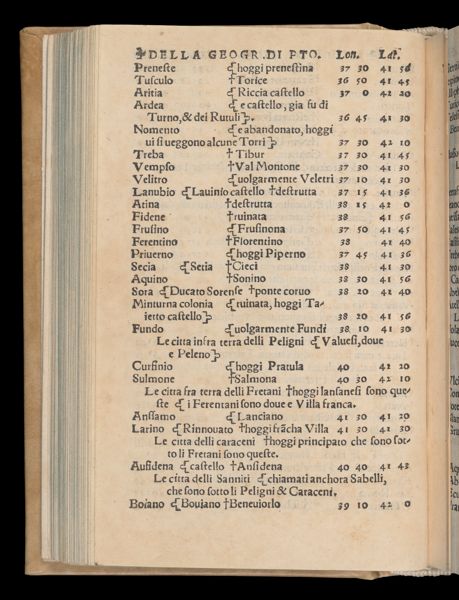 DELLA GEOGR. DI PTO. Lon. Lat.
Preneste hoggi prenestina 37 30 41 56
Tusculo † Torice 36 50 41 45
Aritia Riccia castello 37 0 42 20
Ardea e castello, gia fu di
Turno, & dei Rutuli 36 45 41 30
Nomento e abandonato, hoggi
ui si ueggono alcune Torri 37 30 42 10
Treba † Tibur 37 30 41 45
Vempso † Val Montone 37 30 41 30
Velitro uolgarmente Veletri 37 10 41 30
Lanubio Lauinio castello † destrutta 37 15 41 36
Atina † destrutta 38 15 42 0
Fidene † ruinata 38 41 56
Frusino Frusinona 37 50 41 45
Ferentino † Florentino 38 41 40
Priuerno hoggi Piperno 37 45 41 36
Secia Setia † Cieci 38 41 30
Aquino † Sonino 38 30 41 56
Sora Ducato Sorense † ponte coruo 38 20 41 40
Minturna colonia ruinata, hoggi Ta-
ietto castello 38 20 41 56
Fundo uolgarmente Fundi 38 10 41 30
Le citta infra terra delli Peligni Valuesi, doue
e Peleno
Curfinio hoggi Pratula 40 41 20
Sulmone † Salmona 40 30 42 10
Le citta fra terra delli Fretani † hoggi lansanesi sono que-
ste i Ferentani sono doue e Villa franca.
Anxamo Lanciano 41 30 41 20
Larino Rinnouato † hoggi frãcha Villa 41 30 41 30
Le citta delli caraceni † hoggi principato che sono sot-
to li Fretani sono queste.
Aufidena castello † Ansidena 40 40 41 43
Le citta delli Sanniti chiamati anchora Sabelli,
che sono sotto li Peligni & Caraceni.
Boiano Bouiano † Beneuiorlo 39 10 42 0